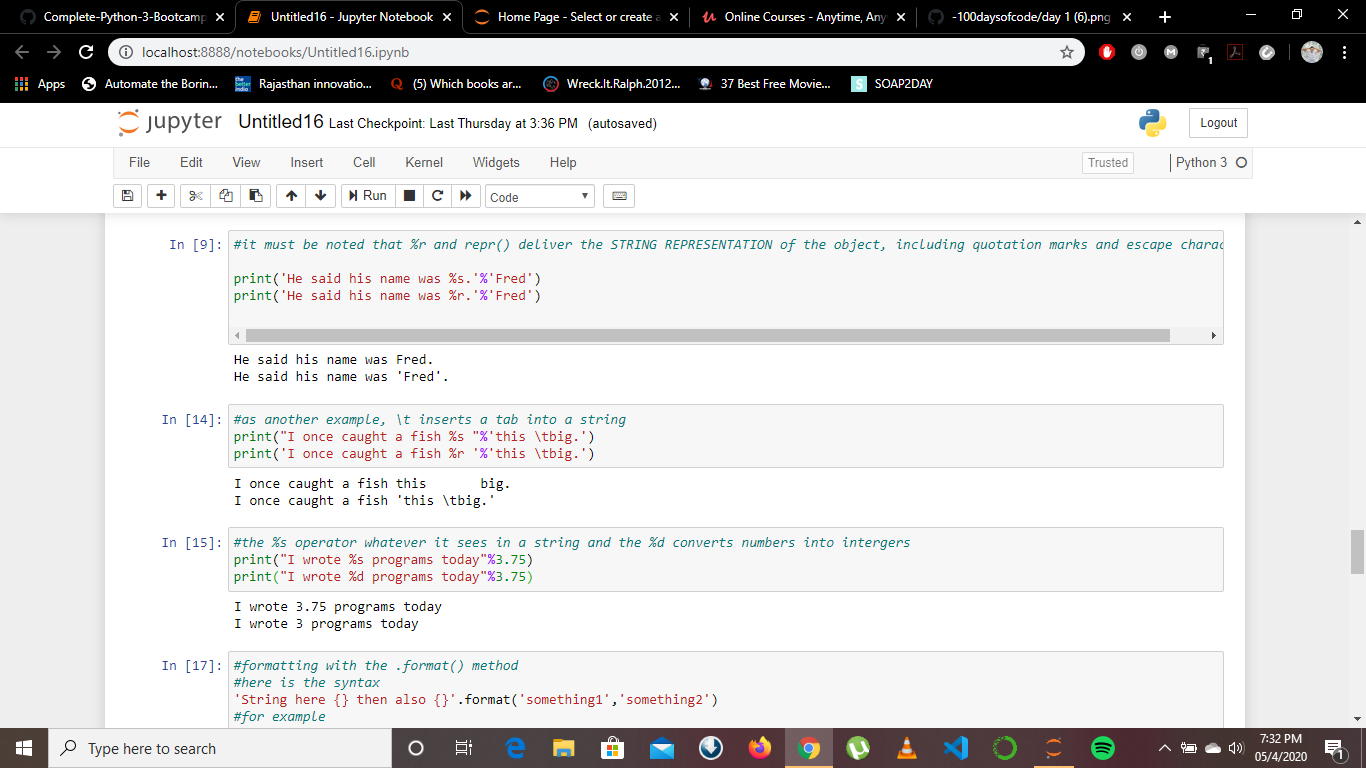 Complete-Python-3-Bootcamp
Untitled16 - Jupyter Notebook
Home Page - Select or create a
Online Courses - Anytime, Any
-100daysofcode/day 1 (6).png
localhost:8888/notebooks/Untitled16.ipynb
Apps
Automate the Borin...
Rajasthan innovatio...
(5) Which books ar...
Wreck.It.Ralph.2012...
37 Best Free Movie...
SOAP2DAY
jupyter Untitled16 Last Checkpoint: Last Thursday at 3:36 PM (autosaved)
Logout
File Edit View Insert Cell Kernel Widgets Help
Trusted
Python 3
Run
Code
In [9]: #it must be noted that %r and repr() deliver the STRING REPRESENTATION of the object, including quotation marks and escape charac
print('He said his name was %s.'%'Fred')
print('He said his name was %r.'%'Fred')
He said his name was Fred.
He said his name was 'Fred'.
In [14]: #as another example, \t inserts a tab into a string
print("I once caught a fish %s "%'this \tbig.')
print('I once caught a fish %r '%'this \tbig.')
I once caught a fish this 	big.
I once caught a fish 'this \tbig.'
In [15]: #the %s operator whatever it sees in a string and the %d converts numbers into intergers
print("I wrote %s programs today"%3.75)
print("I wrote %d programs today"%3.75)
I wrote 3.75 programs today
I wrote 3 programs today
In [17]: #formatting with the .format() method
#here is the syntax
'String here {} then also {}'.format('something1','something2')
#for example
Type here to search
7:32 PM
05/4/2020
1